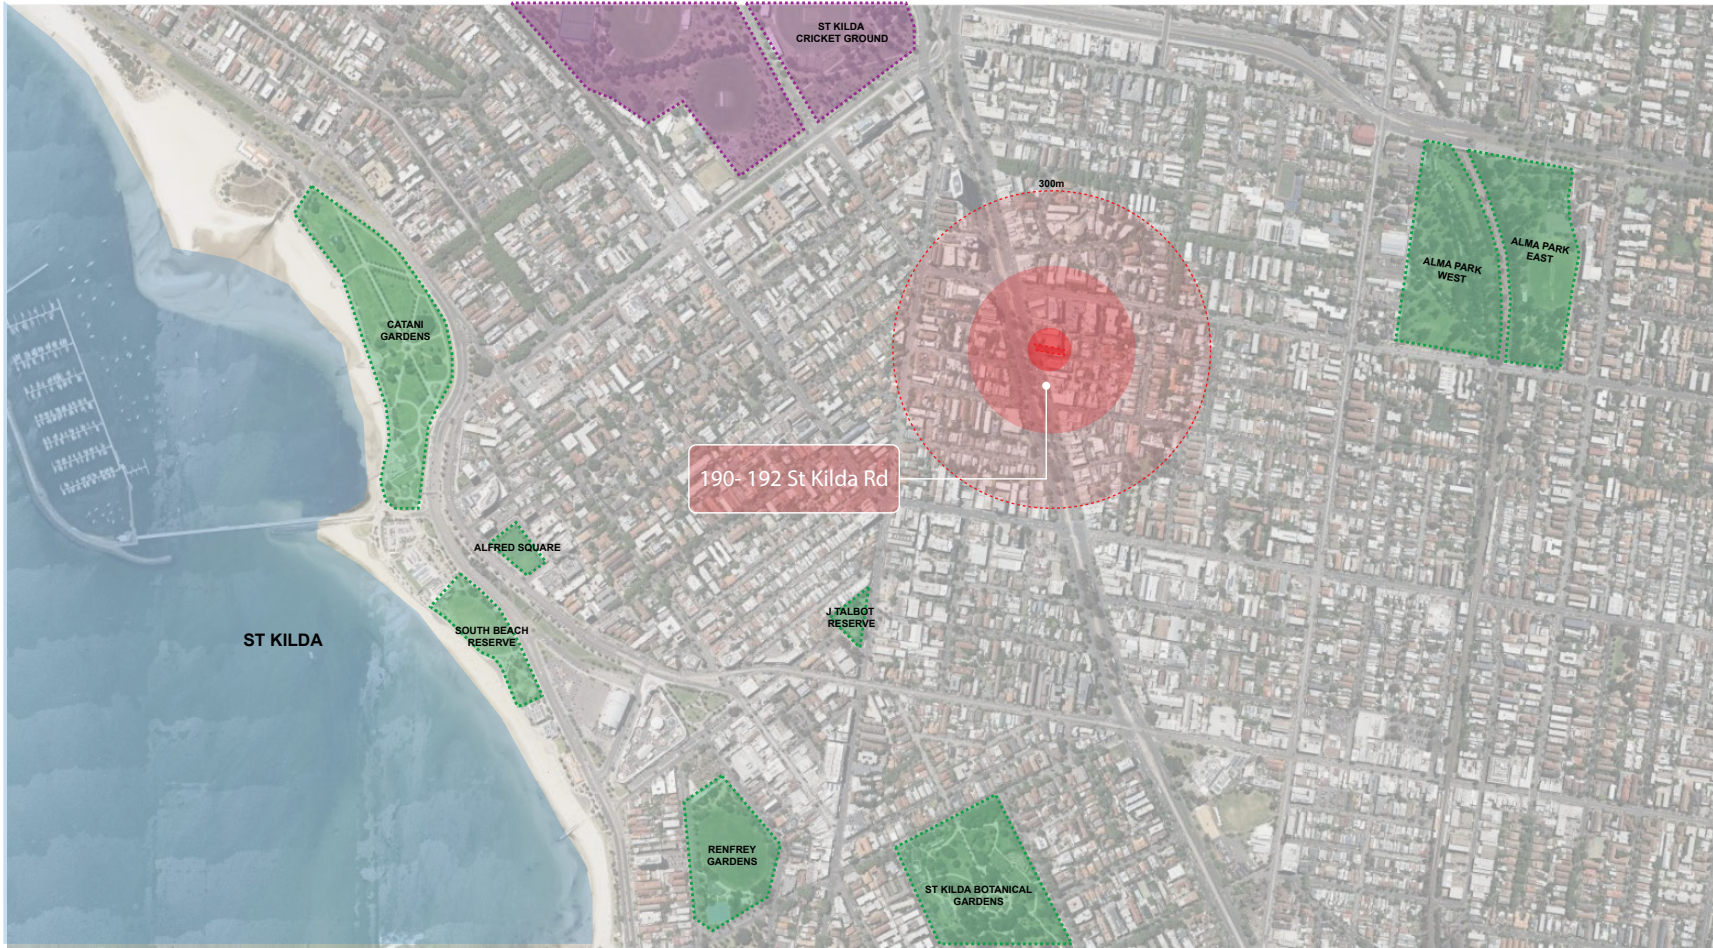 ST KILDA
CRICKET GROUND
300m
ALMA PARK
EAST
ALMA PARK
WEST
CATANI
GARDENS
190- 192 St Kilda Rd
ALFRED SQUARE
J TALBOT
RESERVE
SOUTH BEACH
RESERVE
ST KILDA
RENFREY
GARDENS
ST KILDA BOTANICAL
GARDENS